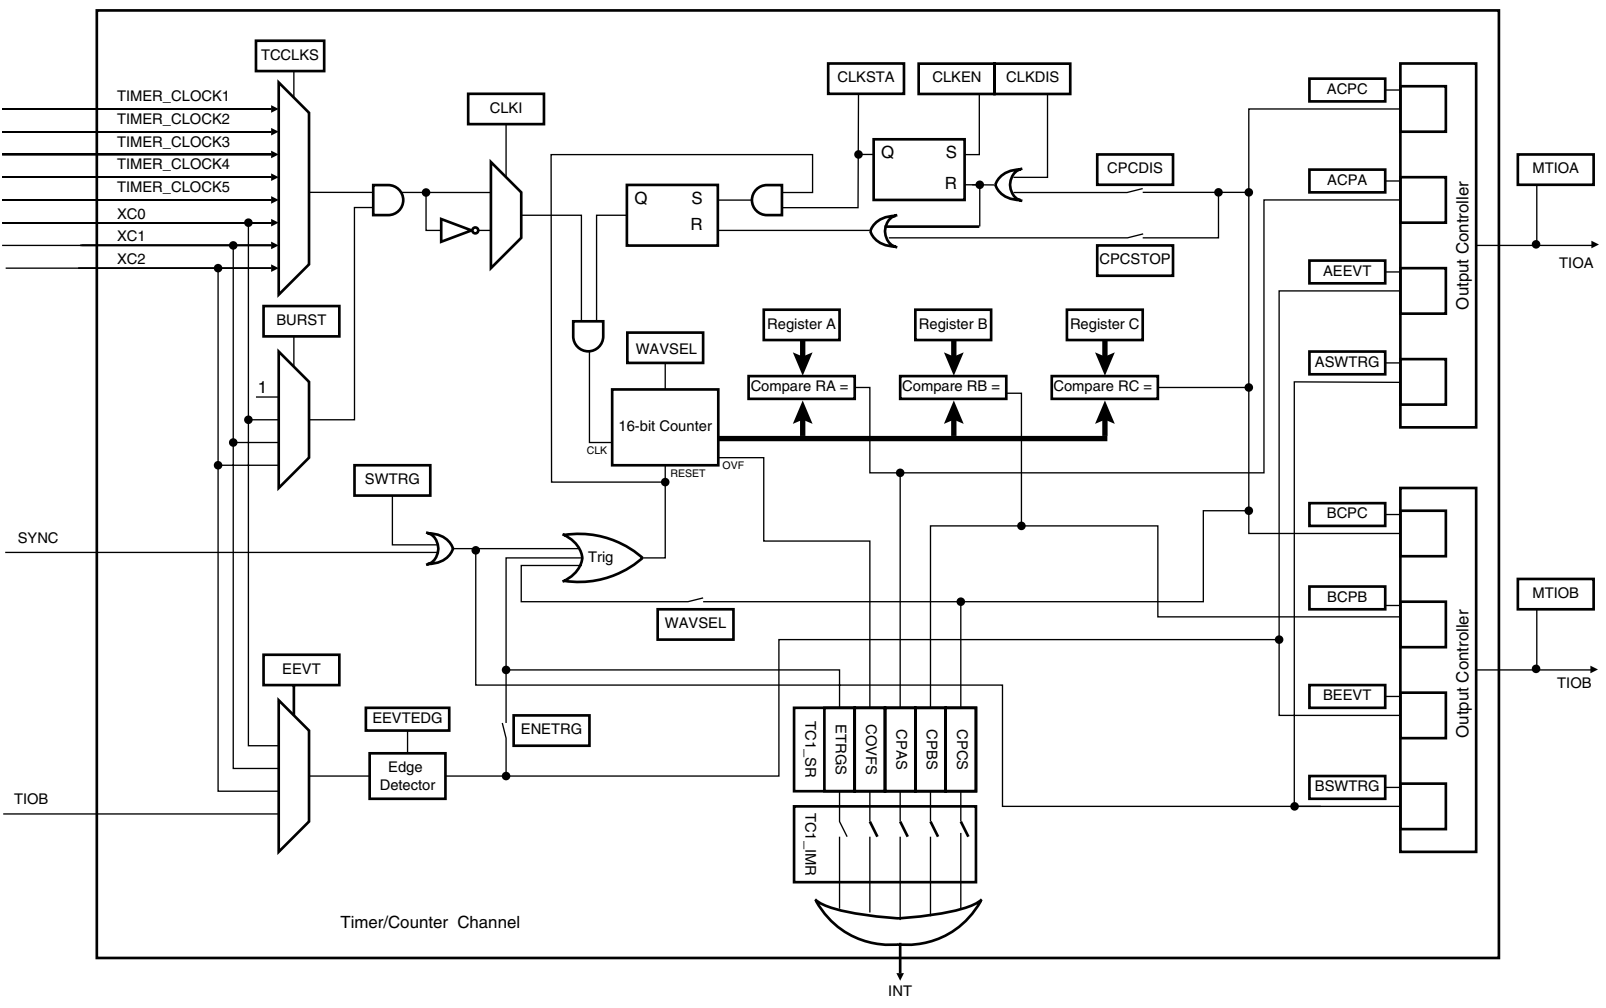 TCCLKS
TIMER_CLOCK1
TIMER_CLOCK2
TIMER_CLOCK3
TIMER_CLOCK4
TIMER_CLOCK5
XC0
XC1
XC2
CLKI
CLKSTA
CLKEN
CLKDIS
Q
S
R
Q
S
R
CPCDIS
CPCSTOP
ACPC
ACPA
AEEVT
ASWTRG
Output Controller
MTIOA
TIOA
BURST
1
Register A
Register B
Register C
WAVSEL
Compare RA =
Compare RB =
Compare RC =
16-bit Counter
CLK
OVF
RESET
SWTRG
SYNC
Trig
WAVSEL
BCPC
BCPB
BEEVT
BSWTRG
Output Controller
MTIOB
TIOB
EEVT
EEVTEDG
ENETRG
Edge
Detector
TIOB
TC1_SR
ETRGS
COVFS
CPAS
CPBS
CPCS
TC1_IMR
Timer/Counter Channel
INT